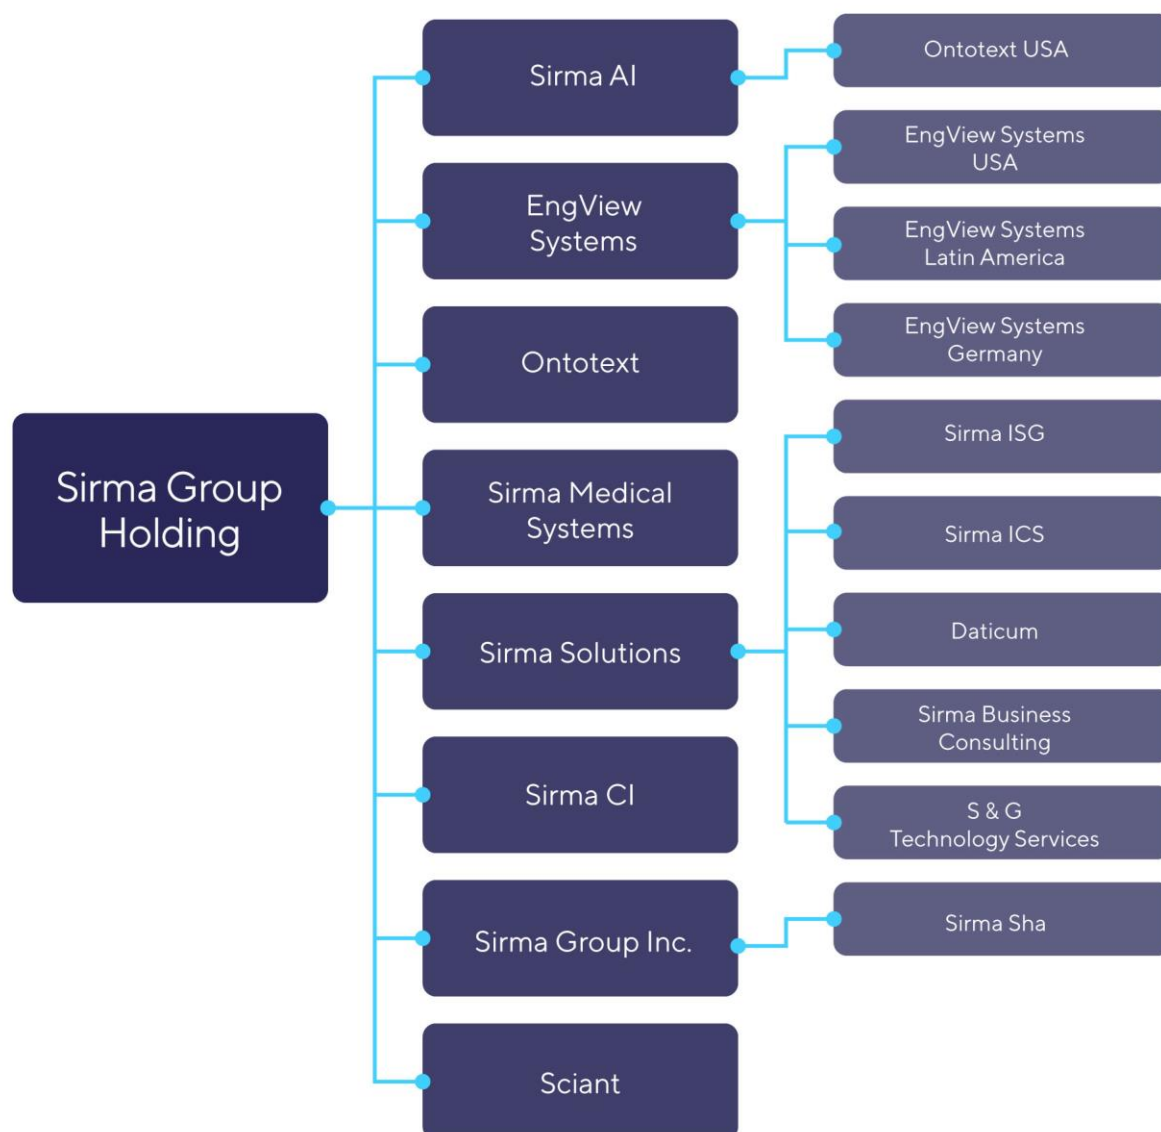 Sirma Group
Holding
Sirma AI
EngView
Systems
Ontotext
Sirma Medical
Systems
Sirma Solutions
Sirma CI
Sirma Group Inc.
Sciant
Ontotext USA
EngView Systems
USA
EngView Systems
Latin America
EngView Systems
Germany
Sirma ISG
Sirma ICS
Daticum
Sirma Business
Consulting
S & G
Technology Services
Sirma Sha